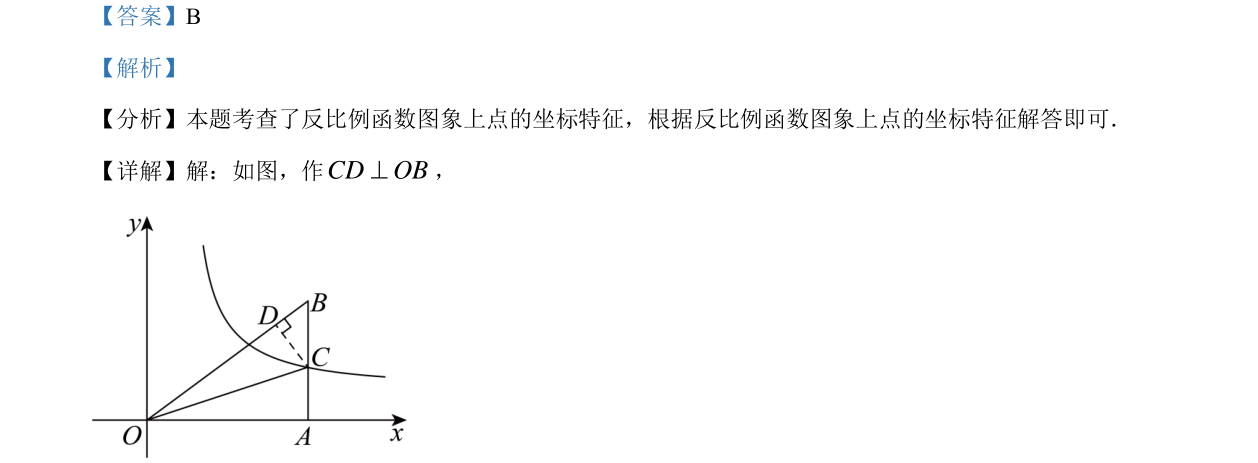 【答案】B
【解析】
【分析】本题考查了反比例函数图象上点的坐标特征，根据反比例函数图象上点的坐标特征解答即可．
【详解】解：如图，作CD⊥OB，
y
B
D
C
O
A
x